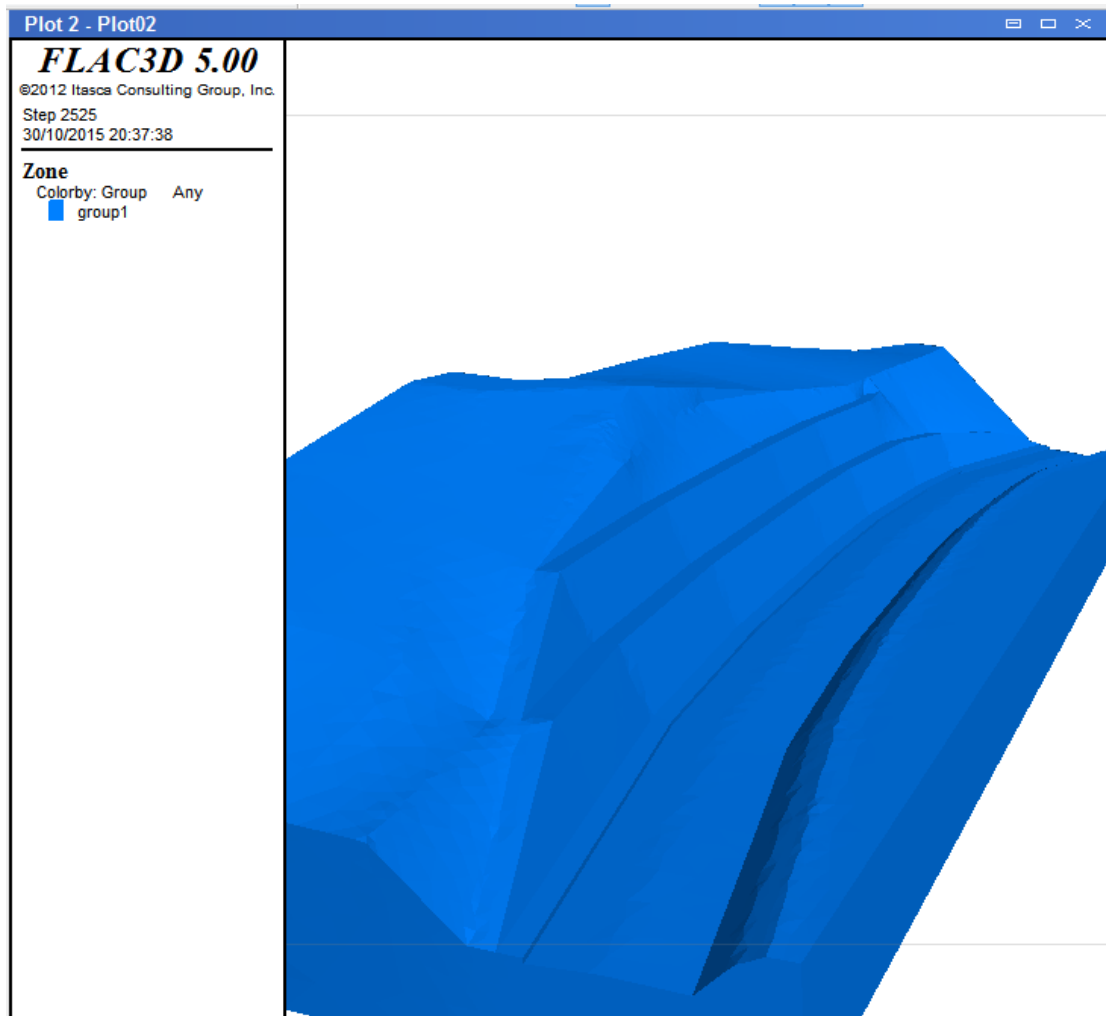 Plot 2 - Plot02
FLAC3D 5.00
©2012 Itasca Consulting Group, Inc.
Step 2525
30/10/2015 20:37:38
Zone
Colorby: Group Any
group1